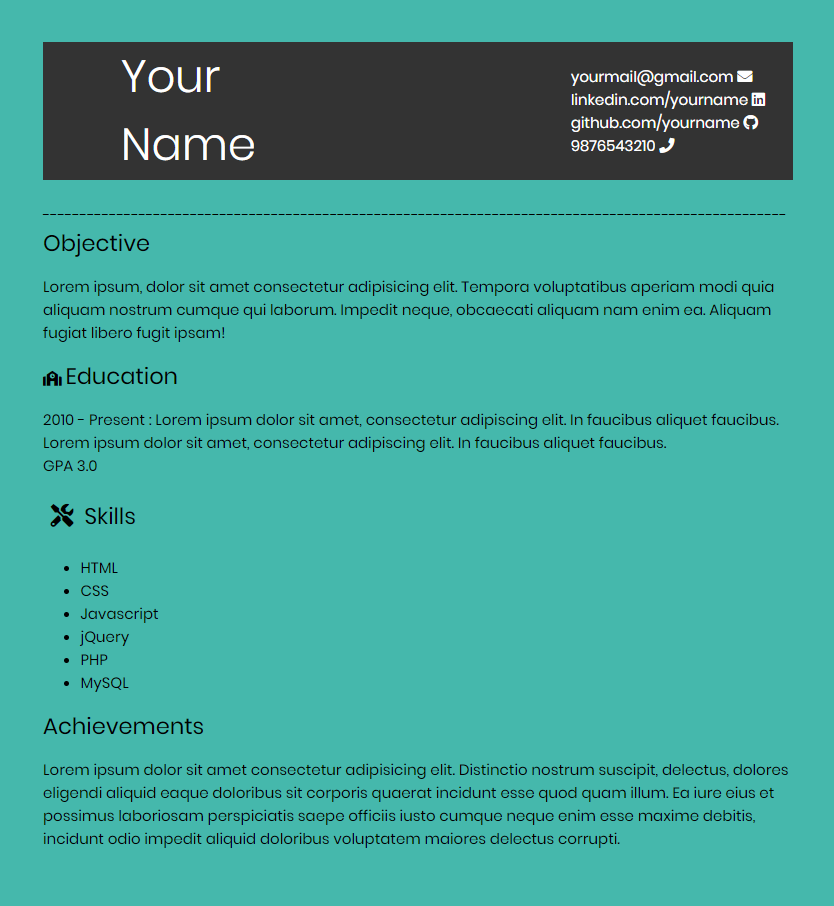 Your
Name
yourmail@gmail.com
linkedin.com/yourname
github.com/yourname
9876543210
Objective
Lorem ipsum, dolor sit amet consectetur adipisicing elit. Tempora voluptatibus aperiam modi quia
aliquam nostrum cumque qui laborum. Impedit neque, obcaecati aliquam nam enim ea. Aliquam
fugiat libero fugit ipsam!
Education
2010 - Present : Lorem ipsum dolor sit amet, consectetur adipiscing elit. In faucibus aliquet faucibus.
Lorem ipsum dolor sit amet, consectetur adipiscing elit. In faucibus aliquet faucibus.
GPA 3.0
Skills
• HTML
• CSS
• Javascript
• jQuery
• PHP
• MySQL
Achievements
Lorem ipsum dolor sit amet consectetur adipisicing elit. Distinctio nostrum suscipit, delectus, dolores
eligendi aliquid eaque doloribus sit corporis quaerat incidunt esse quod quam illum. Ea iure eius et
possimus laboriosam perspiciatis saepe officiis iusto cumque neque enim esse maxime debitis,
incidunt odio impedit aliquid doloribus voluptatem maiores delectus corrupti.